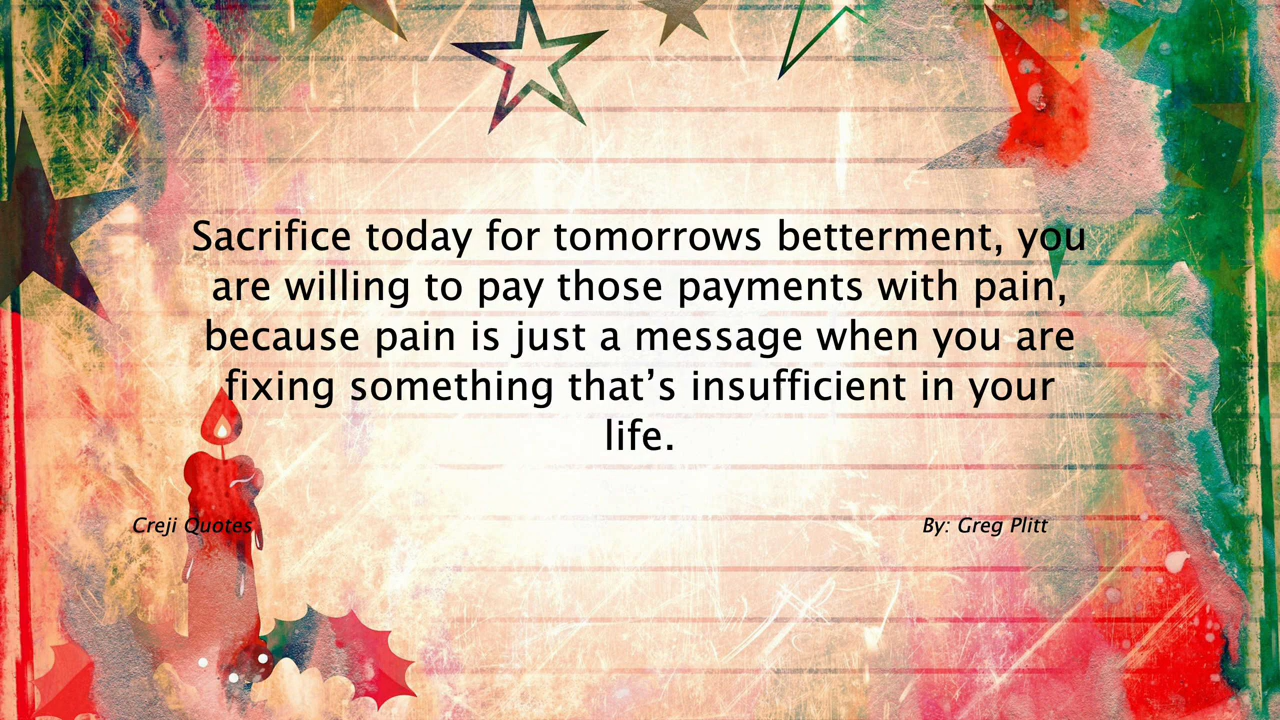 Sacrifice today for tomorrows betterment, you
are willing to pay those payments with pain,
because pain is just a message when you are
fixing something that’s insufficient in your
life.
Creji Quotes
By: Greg Plitt